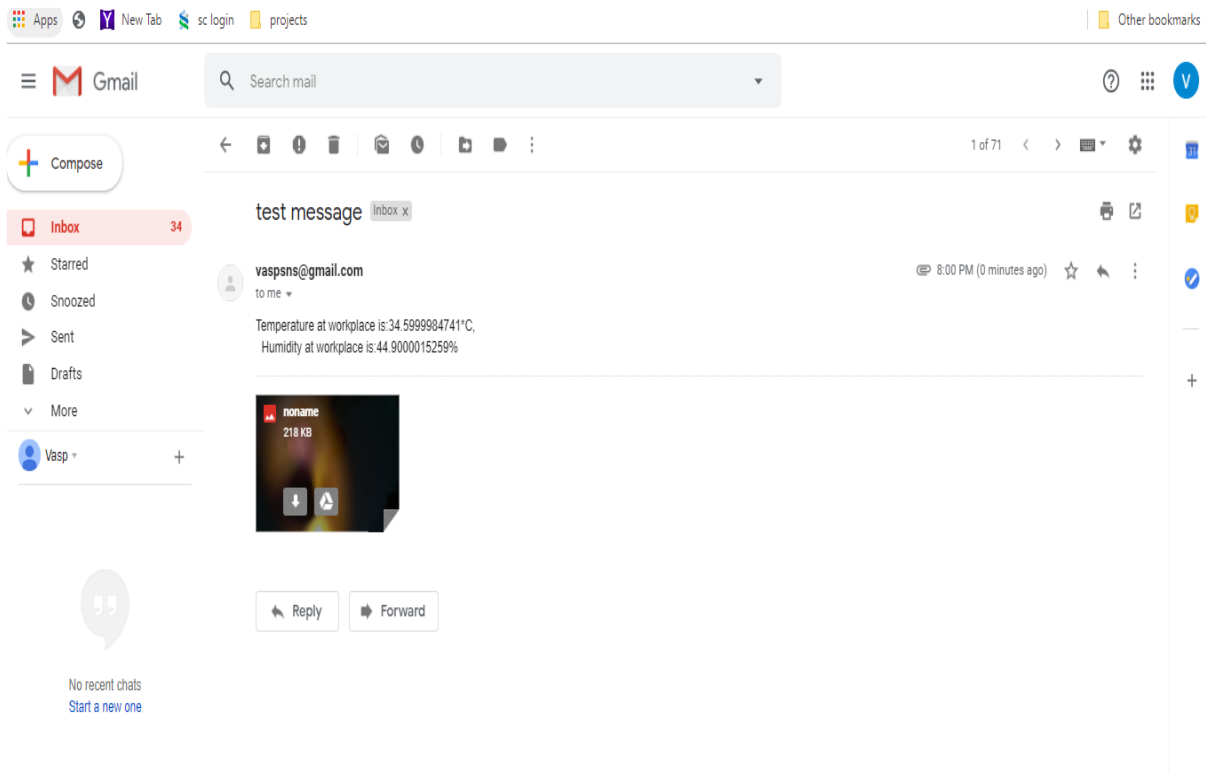 Apps New Tab sc login projects Other bookmarks
Gmail Search mail V
Compose 1 of 71 31
test message Inbox x
Inbox 34
Starred
vaspsns@gmail.com 8:00 PM (0 minutes ago)
to me
Snoozed
Temperature at workplace is:34.5999984741°C,
Sent
Humidity at workplace is:44.9000015259%
Drafts
More
noname
218 KB
Vasp
Reply Forward
No recent chats
Start a new one